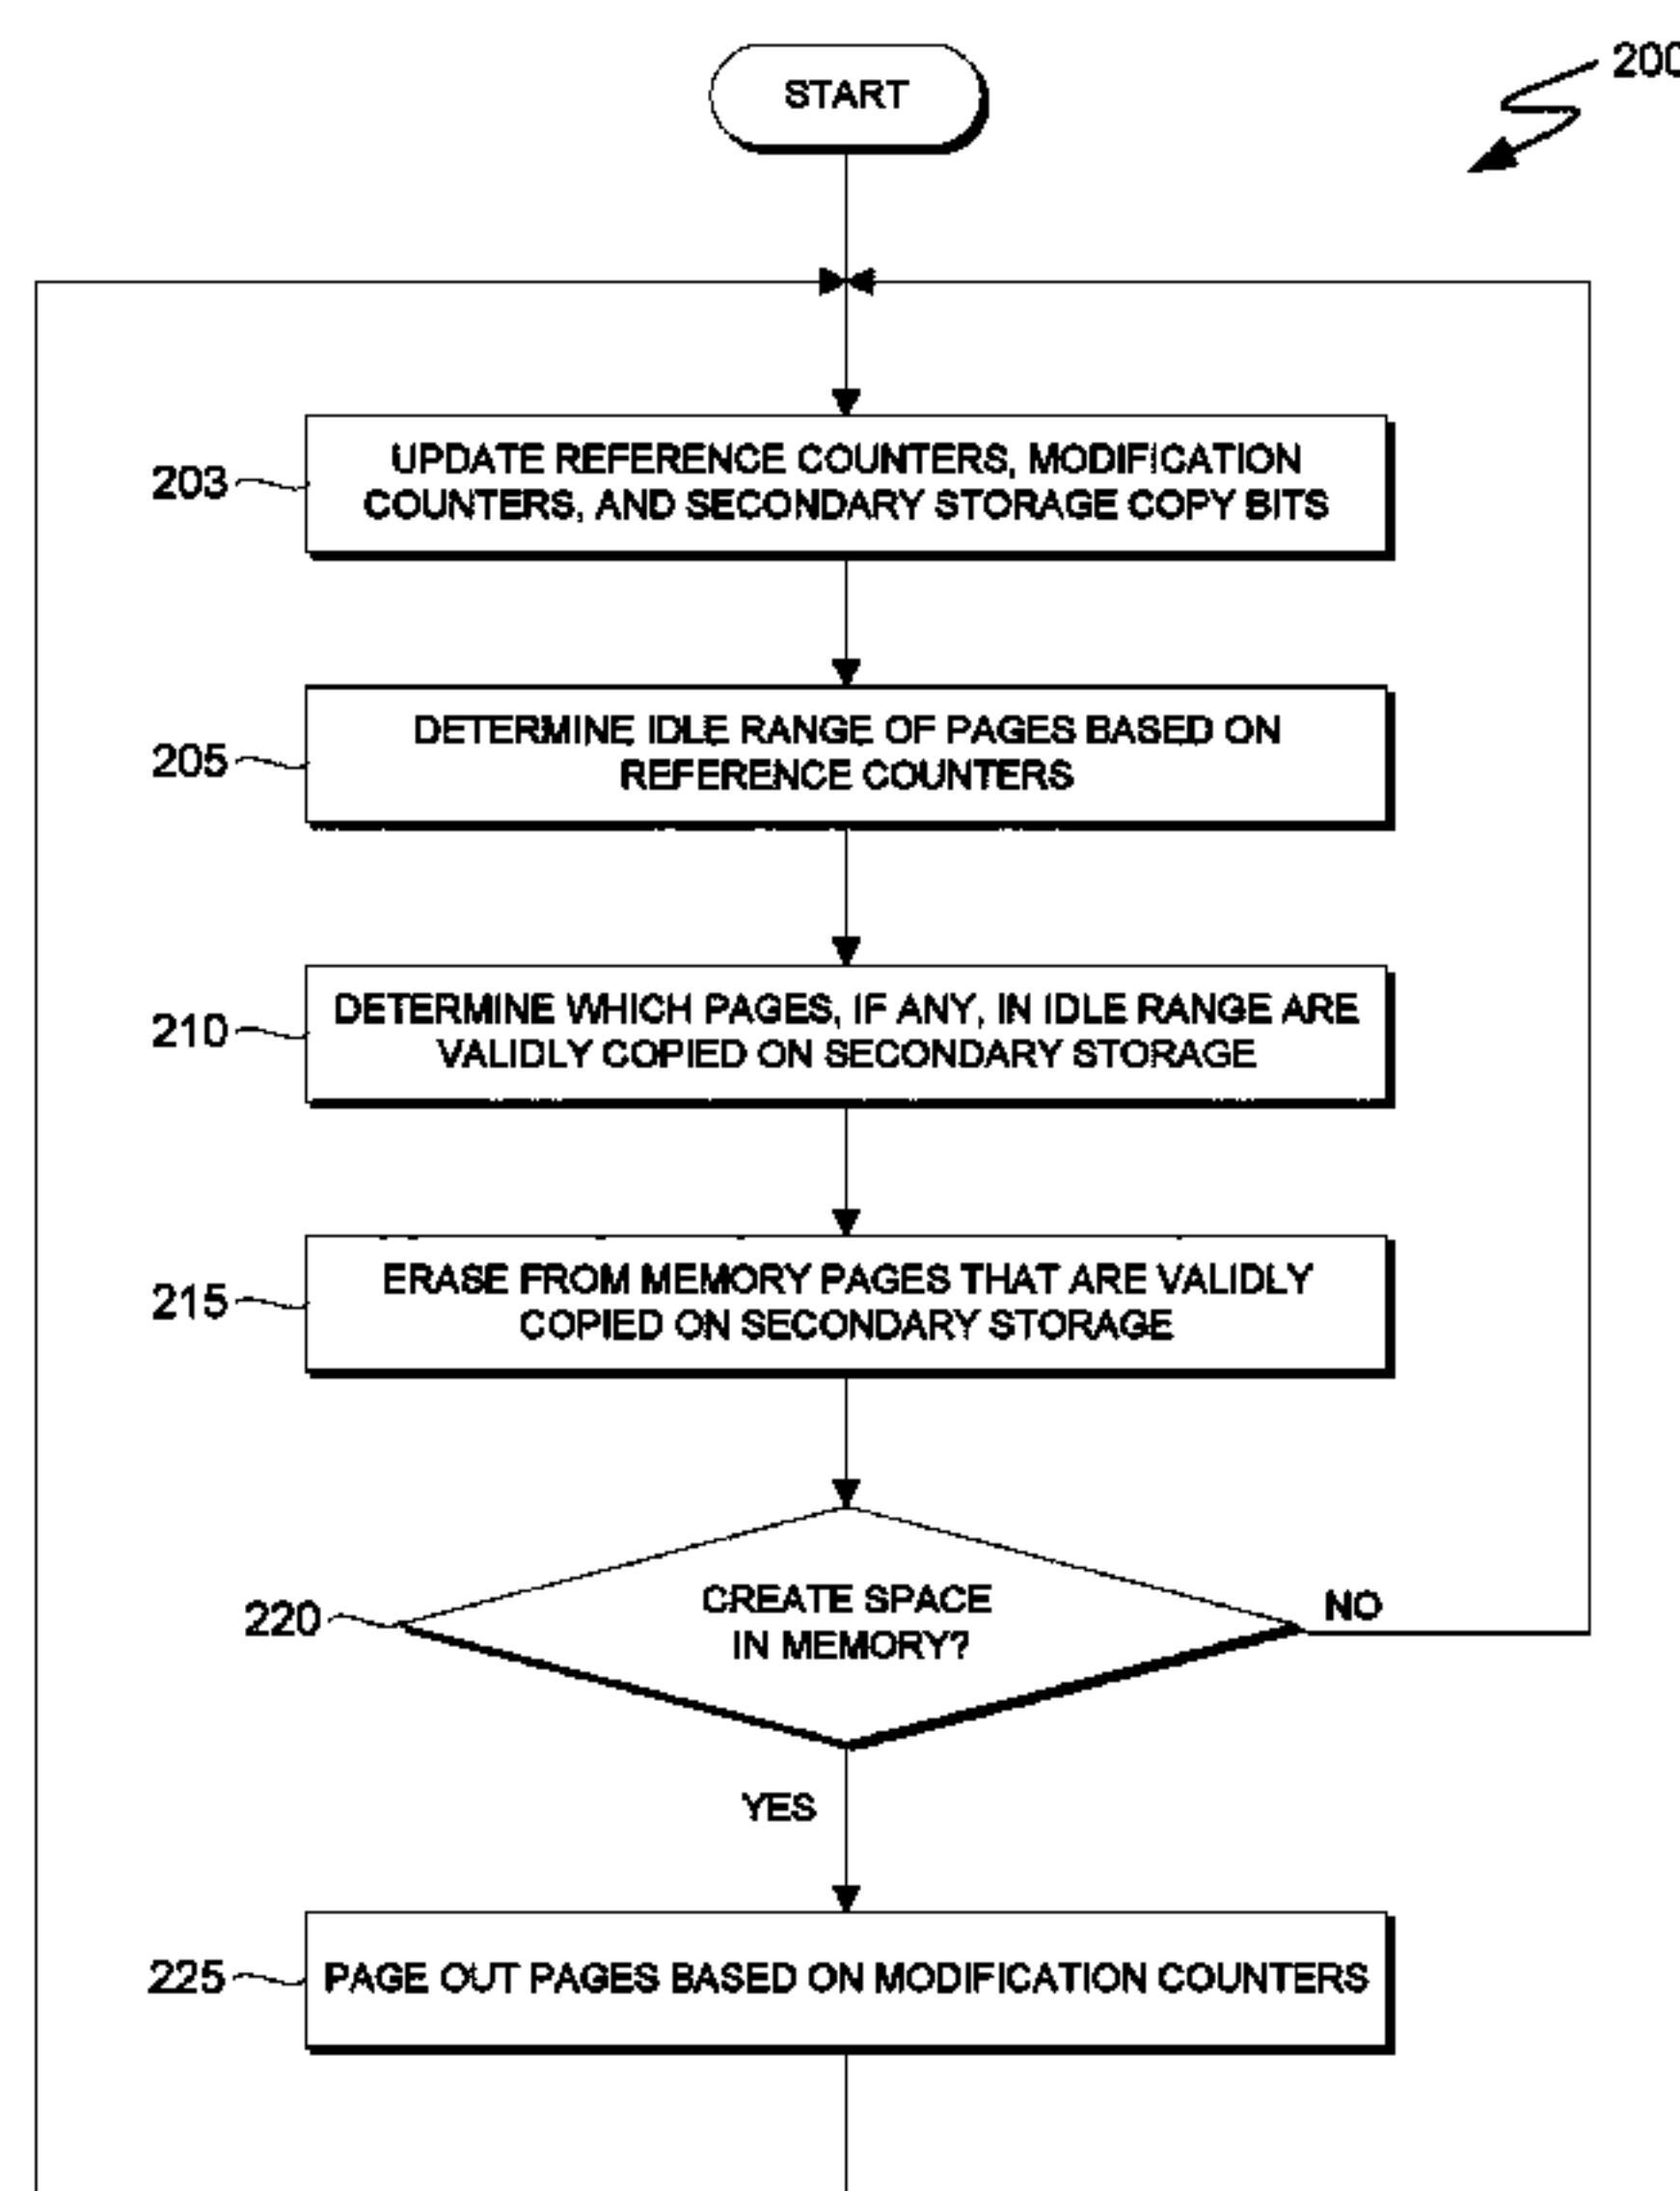 START
200
UPDATE REFERENCE COUNTERS, MODIFICATION
COUNTERS, AND SECONDARY STORAGE COPY BITS
203
DETERMINE IDLE RANGE OF PAGES BASED ON
REFERENCE COUNTERS
205
DETERMINE WHICH PAGES, IF ANY, IN IDLE RANGE ARE
VALIDLY COPIED ON SECONDARY STORAGE
210
ERASE FROM MEMORY PAGES THAT ARE VALIDLY
COPIED ON SECONDARY STORAGE
215
CREATE SPACE
IN MEMORY?
220
NO
YES
225
PAGE OUT PAGES BASED ON MODIFICATION COUNTERS